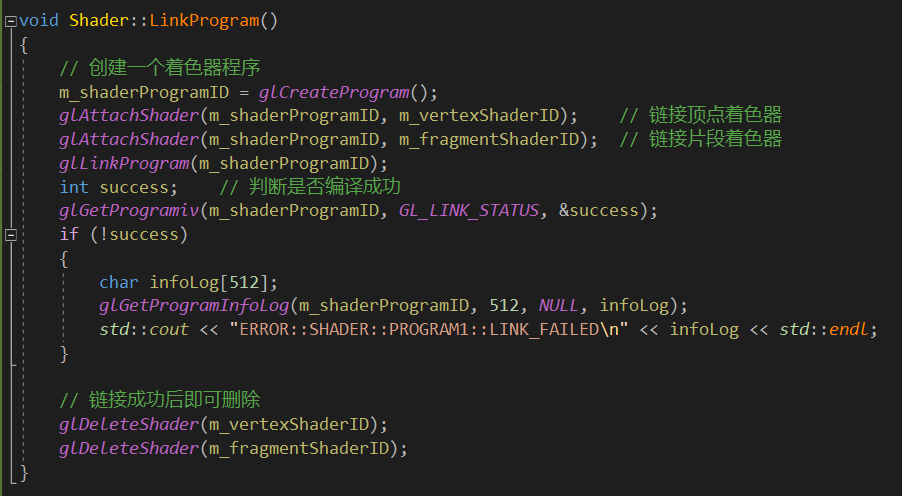 void Shader::LinkProgram()
{
// 创建一个着色器程序
m_shaderProgramID = glCreateProgram();
glAttachShader(m_shaderProgramID, m_vertexShaderID);    // 链接顶点着色器
glAttachShader(m_shaderProgramID, m_fragmentShaderID);  // 链接片段着色器
glLinkProgram(m_shaderProgramID);
int success;    // 判断是否编译成功
glGetProgramiv(m_shaderProgramID, GL_LINK_STATUS, &success);
if (!success)
{
char infoLog[512];
glGetProgramInfoLog(m_shaderProgramID, 512, NULL, infoLog);
std::cout << "ERROR::SHADER::PROGRAM1::LINK_FAILED\n" << infoLog << std::endl;
}
// 链接成功后即可删除
glDeleteShader(m_vertexShaderID);
glDeleteShader(m_fragmentShaderID);
}